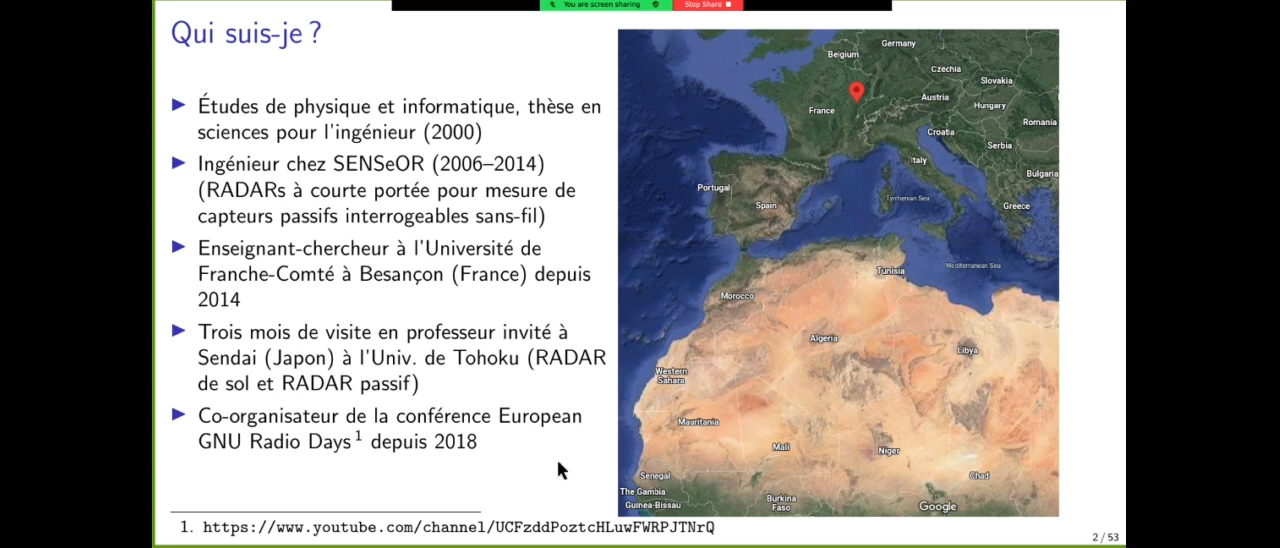 You are screen sharing
Stop Share
Qui suis-je ?
Études de physique et informatique, thèse en
sciences pour l'ingénieur (2000)
Ingénieur chez SENSeOR (2006–2014)
(RADARs à courte portée pour mesure de
capteurs passifs interrogeables sans-fil)
Enseignant-chercheur à l'Université de
Franche-Comté à Besançon (France) depuis
2014
Trois mois de visite en professeur invité à
Sendai (Japon) à l'Univ. de Tohoku (RADAR
de sol et RADAR passif)
Co-organisateur de la conférence European
GNU Radio Days 1 depuis 2018
Germany
Belgium
Czechia
Slovakia
Austria
Hungary
France
Romania
Croatia
Serbia
Italy
Bulgaria
Portugal
Spain
Tyrrhenian Sea
Greece
Tunisia
Mediterranean Sea
Morocco
Algeria
Libya
Western
Sahara
Mauritania
Mali
Niger
Senegal
Chad
The Gambia
Guinea-Bissau
Burkina
Faso
Google
1. https://www.youtube.com/channel/UCFzddPoztcHLuwFWRPJTNrQ
2 / 53